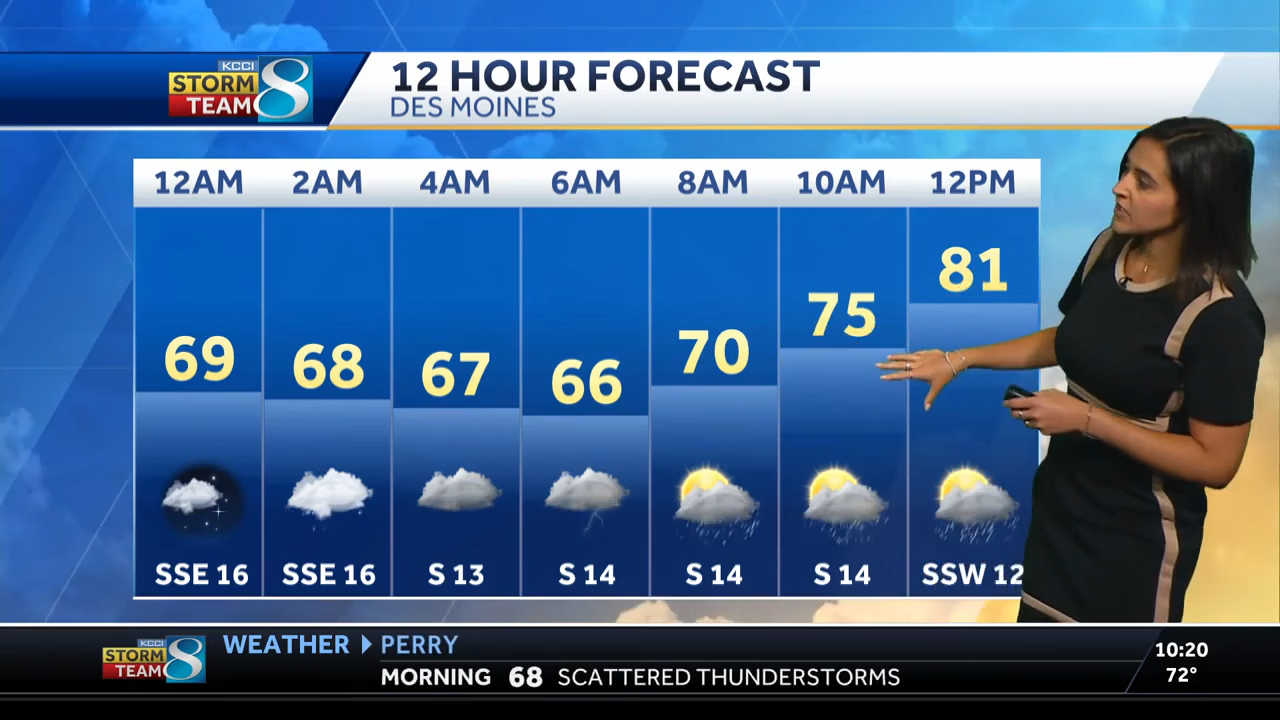 KCCI
STORM
TEAM 8
12 HOUR FORECAST
DES MOINES
12AM 2AM 4AM 6AM 8AM 10AM 12PM
69 68 67 66 70 75 81
SSE 16 SSE 16 S 13 S 14 S 14 S 14 SSW 12
KCCI
STORM
TEAM 8
WEATHER PERRY
MORNING 68 SCATTERED THUNDERSTORMS
10:20
72°